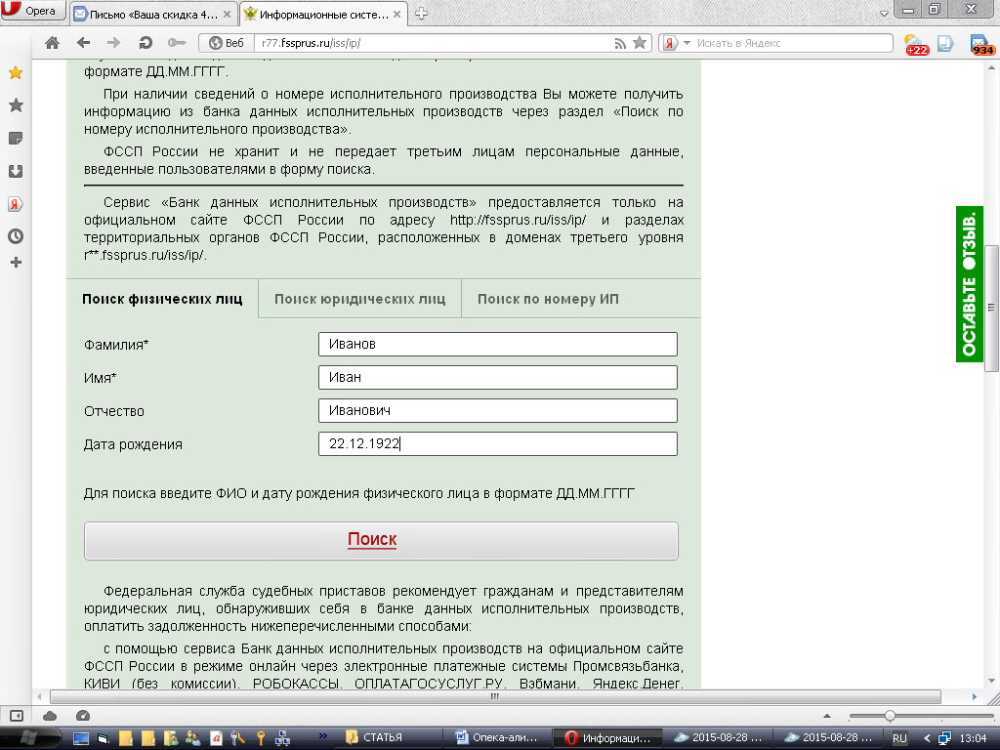 Opera
Письмо «Ваша скидка 4...
Информационные систе...
Веб
r77.fssprus.ru/iss/ip/
Искать в Яндекс
+22
934
формате ДД.ММ.ГГГГ.
При наличии сведений о номере исполнительного производства Вы можете получить
информацию из банка данных исполнительных производств через раздел «Поиск по
номеру исполнительного производства».
ФССП России не хранит и не передает третьим лицам персональные данные,
введенные пользователями в форму поиска.
Сервис «Банк данных исполнительных производств» предоставляется только на
официальном сайте ФССП России по адресу http://fssprus.ru/iss/ip/ и разделах
территориальных органов ФССП России, расположенных в доменах третьего уровня
r**.fssprus.ru/iss/ip/.
ОСТАВЬТЕ ОТЗЫВ.
Поиск физических лиц
Поиск юридических лиц
Поиск по номеру ИП
Фамилия*
Иванов
Имя*
Иван
Отчество
Иванович
Дата рождения
22.12.1922
Для поиска введите ФИО и дату рождения физического лица в формате ДД.ММ.ГГГГ
Поиск
Федеральная служба судебных приставов рекомендует гражданам и представителям
юридических лиц, обнаруживших себя в банке данных исполнительных производств,
оплатить задолженность нижеперечисленными способами:
с помощью сервиса Банк данных исполнительных производств на официальном сайте
ФССП России в режиме онлайн через электронные платежные системы Промсвязьбанка,
КИВИ (без комиссии), РОБОКАССЫ, ОПЛАТАГОСУСЛУГ.РУ, Вэбмани, Яндекс.Денег,
СТАТЬЯ
Опека-али...
Информаци...
2015-08-28 ...
2015-08-28 ...
RU
13:04